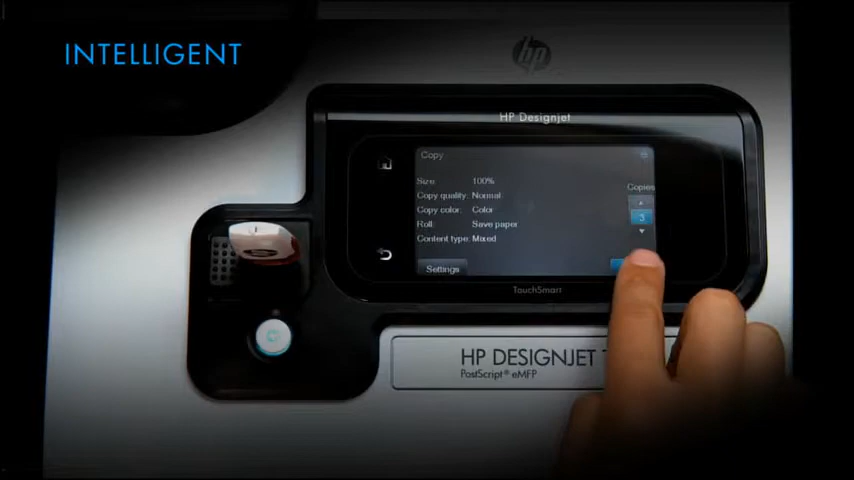 INTELLIGENT
hp
HP Designjet
Copy
Size: 100%
Copies
Copy quality: Normal
Copy color: Color
3
Roll: Save paper
Content type: Mixed
Settings
TouchSmart
HP DESIGNJET
PostScript® eMFP